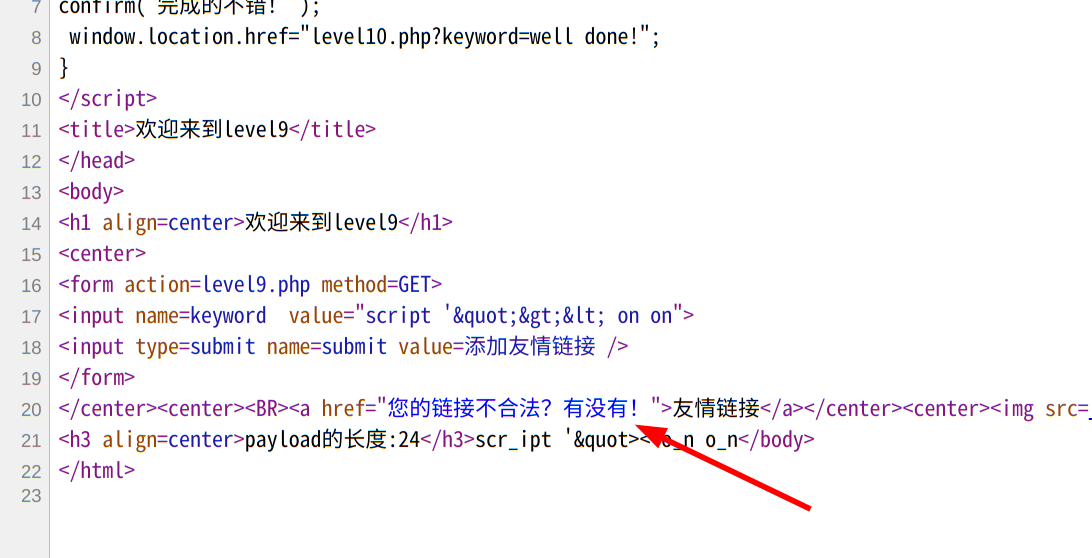 7 confirm("完成的不错!");
8 window.location.href="level10.php?keyword=well done!";
9 }
10 </script>
11 <title>欢迎来到level9</title>
12 </head>
13 <body>
14 <h1 align=center>欢迎来到level9</h1>
15 <center>
16 <form action=level9.php method=GET>
17 <input name=keyword  value="script '&quot;&gt;&lt; on on">
18 <input type=submit name=submit value=添加友情链接 />
19 </form>
20 </center><center><BR><a href="您的链接不合法？有没有！">友情链接</a></center><center><img src=
21 <h3 align=center>payload的长度:24</h3>scr_ipt '&quot>< o_n o_n</body>
22 </html>
23